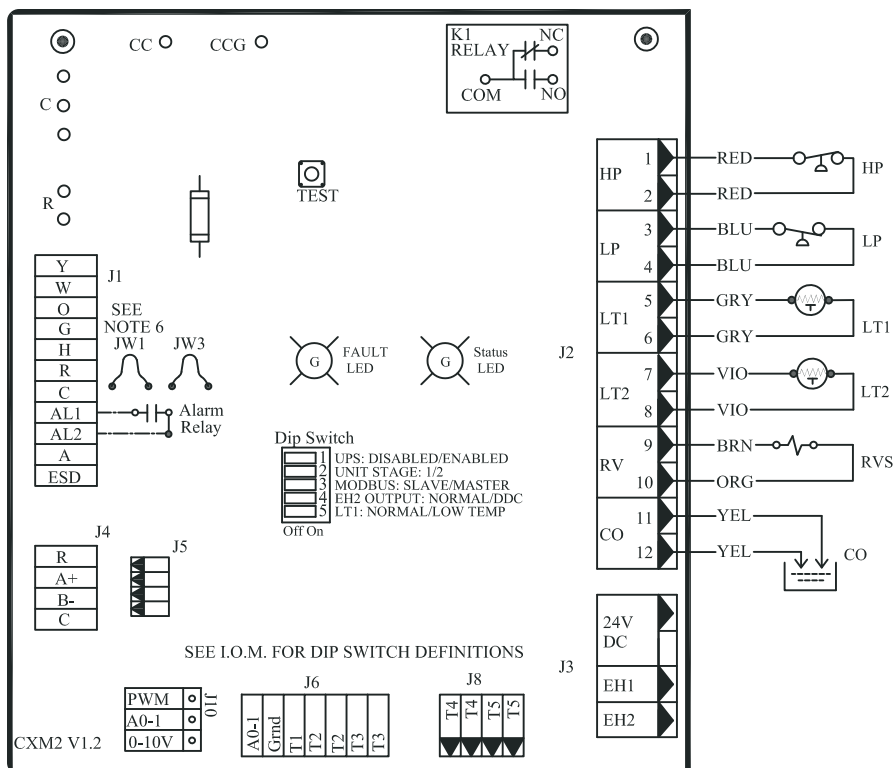 CC
CCG
K1
RELAY
NC
COM
NO
C
R
TEST
Y
W
O
G
H
R
C
AL1
AL2
A
ESD
J1
SEE
NOTE 6
JW1
JW3
Alarm
Relay
G
FAULT
LED
G
Status
LED
Dip Switch
1 UPS: DISABLED/ENABLED
2 UNIT STAGE: 1/2
3 MODBUS: SLAVE/MASTER
4 EH2 OUTPUT: NORMAL/DDC
5 LT1: NORMAL/LOW TEMP
Off On
J2
HP
1
RED
2
RED
HP
LP
3
BLU
4
BLU
LP
LT1
5
GRY
6
GRY
LT1
LT2
7
VIO
8
VIO
LT2
RV
9
BRN
10
ORG
RVS
CO
11
YEL
12
YEL
CO
J4
R
A+
B-
C
J5
SEE I.O.M. FOR DIP SWITCH DEFINITIONS
J3
24V
DC
EH1
EH2
PWM
A0-1
0-10V
J10
J6
A0-1
Grnd
T1
T2
T2
T3
T3
J8
T4
T4
T5
T5
CXM2 V1.2